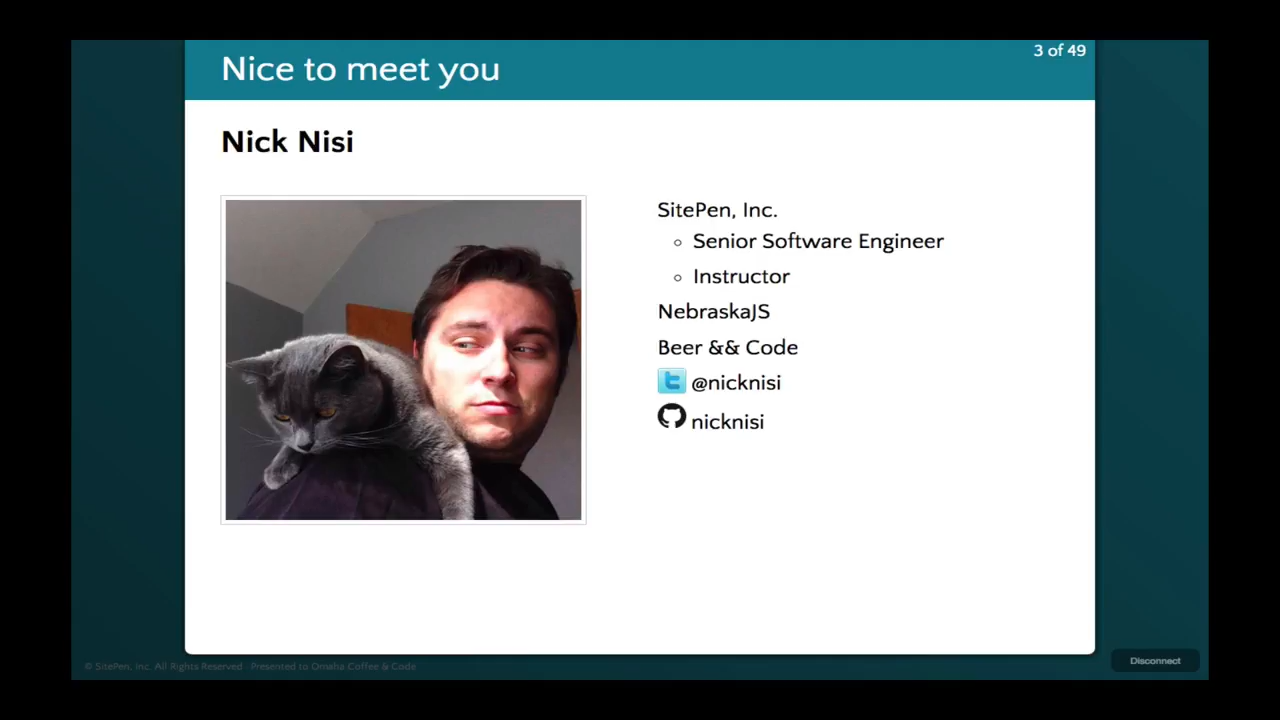 Nice to meet you
3 of 49
Nick Nisi
SitePen, Inc.
Senior Software Engineer
Instructor
NebraskaJS
Beer && Code
@nicknisi
nicknisi
© SitePen, Inc. All Rights Reserved · Presented to Omaha Coffee & Code
Disconnect